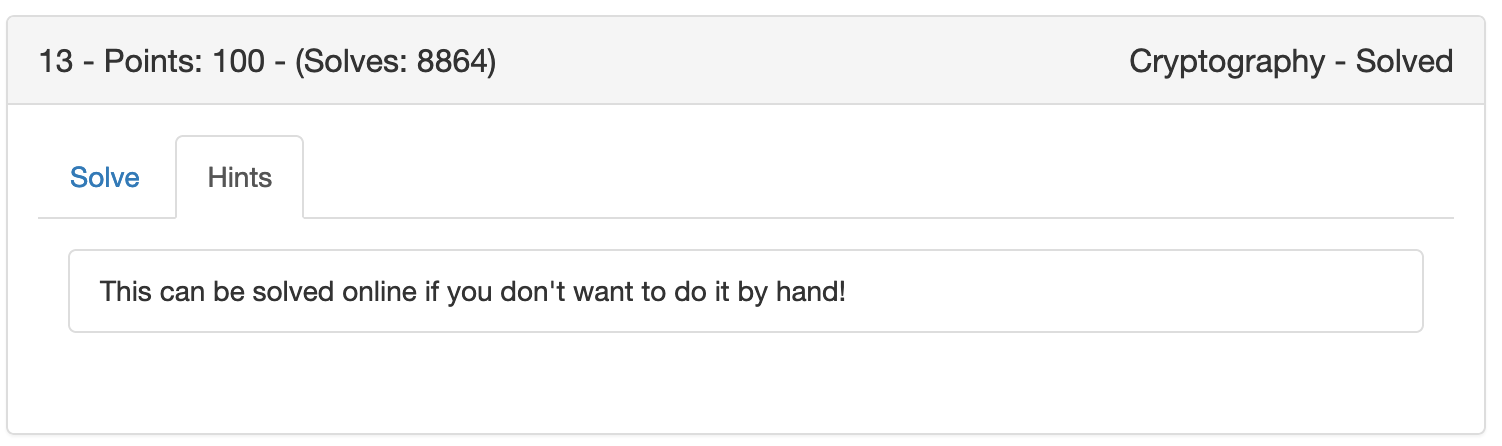 13 - Points: 100 - (Solves: 8864) Cryptography - Solved
Solve Hints
This can be solved online if you don't want to do it by hand!